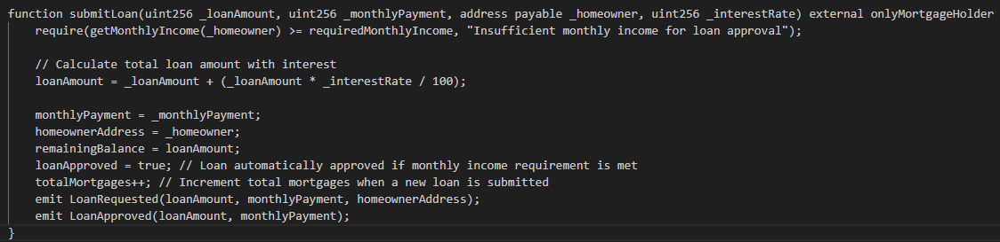 function submitLoan(uint256 _loanAmount, uint256 _monthlyPayment, address payable _homeowner, uint256 _interestRate) external onlyMortgageHolder
require(getMonthlyIncome(_homeowner) >= requiredMonthlyIncome, "Insufficient monthly income for loan approval");
// Calculate total loan amount with interest
loanAmount = _loanAmount + (_loanAmount * _interestRate / 100);
monthlyPayment = _monthlyPayment;
homeownerAddress = _homeowner;
remainingBalance = loanAmount;
loanApproved = true; // Loan automatically approved if monthly income requirement is met
totalMortgages++; // Increment total mortgages when a new loan is submitted
emit LoanRequested(loanAmount, monthlyPayment, homeownerAddress);
emit LoanApproved(loanAmount, monthlyPayment);
}